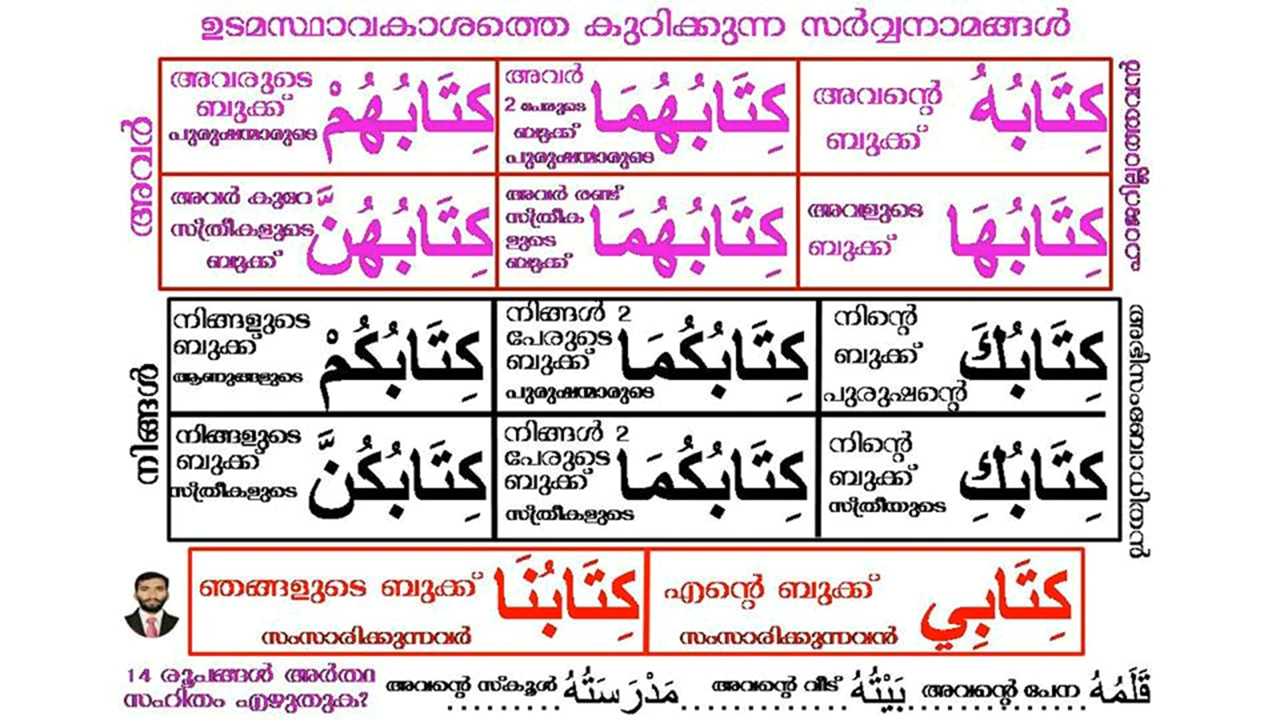 ഉടമസ്ഥാവകാശത്തെ കുറിക്കുന്ന സർവ്വനാമങ്ങൾ
അവർ
അവരുടെ
ബുക്ക്
പുരുഷന്മാരുടെ
كِتَابُهُمْ
അവർ
2 പേരുടെ
ബുക്ക്
പുരുഷന്മാരുടെ
كِتَابُهُمَا
അവന്റെ
ബുക്ക്
كِتَابُهُ
അവർ കുറേ
സ്ത്രീകളുടെ
ബുക്ക്
كِتَابُهُنَّ
അവർ രണ്ട്
സ്ത്രീക
ളുടെ
ബുക്ക്
كِتَابُهُمَا
അവളുടെ
ബുക്ക്
كِتَابُهَا
നിങ്ങൾ
നിങ്ങളുടെ
ബുക്ക്
ആണുങ്ങളുടെ
كِتَابُكُمْ
നിങ്ങൾ 2
പേരുടെ
ബുക്ക്
പുരുഷന്മാരുടെ
كِتَابُكُمَا
നിന്റെ
ബുക്ക്
പുരുഷന്റെ
كِتَابُكَ
അഭിസംബോധിതൻ
നിങ്ങളുടെ
ബുക്ക്
സ്ത്രീകളുടെ
كِتَابُكُنَّ
നിങ്ങൾ 2
പേരുടെ
ബുക്ക്
സ്ത്രീകളുടെ
كِتَابُكُمَا
നിന്റെ
ബുക്ക്
സ്ത്രീയുടെ
كِتَابُكِ
ഞങ്ങളുടെ ബുക്ക് كِتَابُنَا
സംസാരിക്കുന്നവർ
എന്റെ ബുക്ക് كِتَابِي
സംസാരിക്കുന്നവൻ
14 രൂപങ്ങൾ അർത്ഥ
സഹിതം എഴുതുക?
അവന്റെ സ്കൂൾ مَدْرَسَتُهُ
അവന്റെ വീട് بَيْتُهُ
അവന്റെ പേന قَلَمُهُ